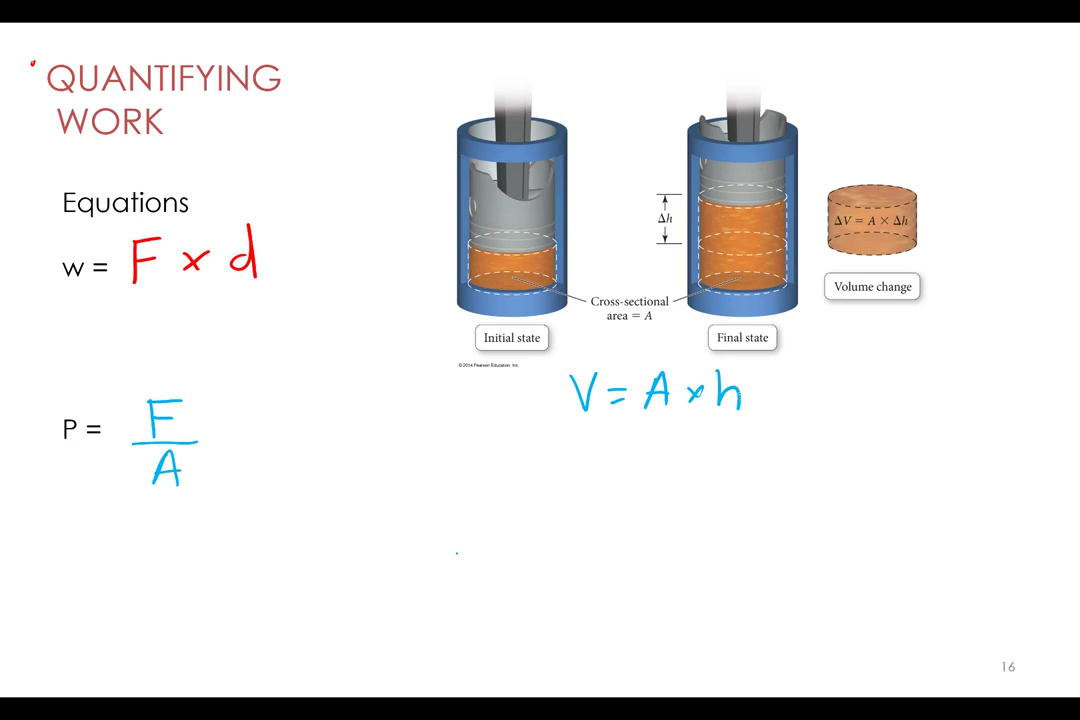 QUANTIFYING
WORK
Equations
w = F × d
P = F
A
Δh
ΔV = A × Δh
Volume change
Cross-sectional
area = A
Initial state
Final state
© 2014 Pearson Education, Inc.
V = A × h
16